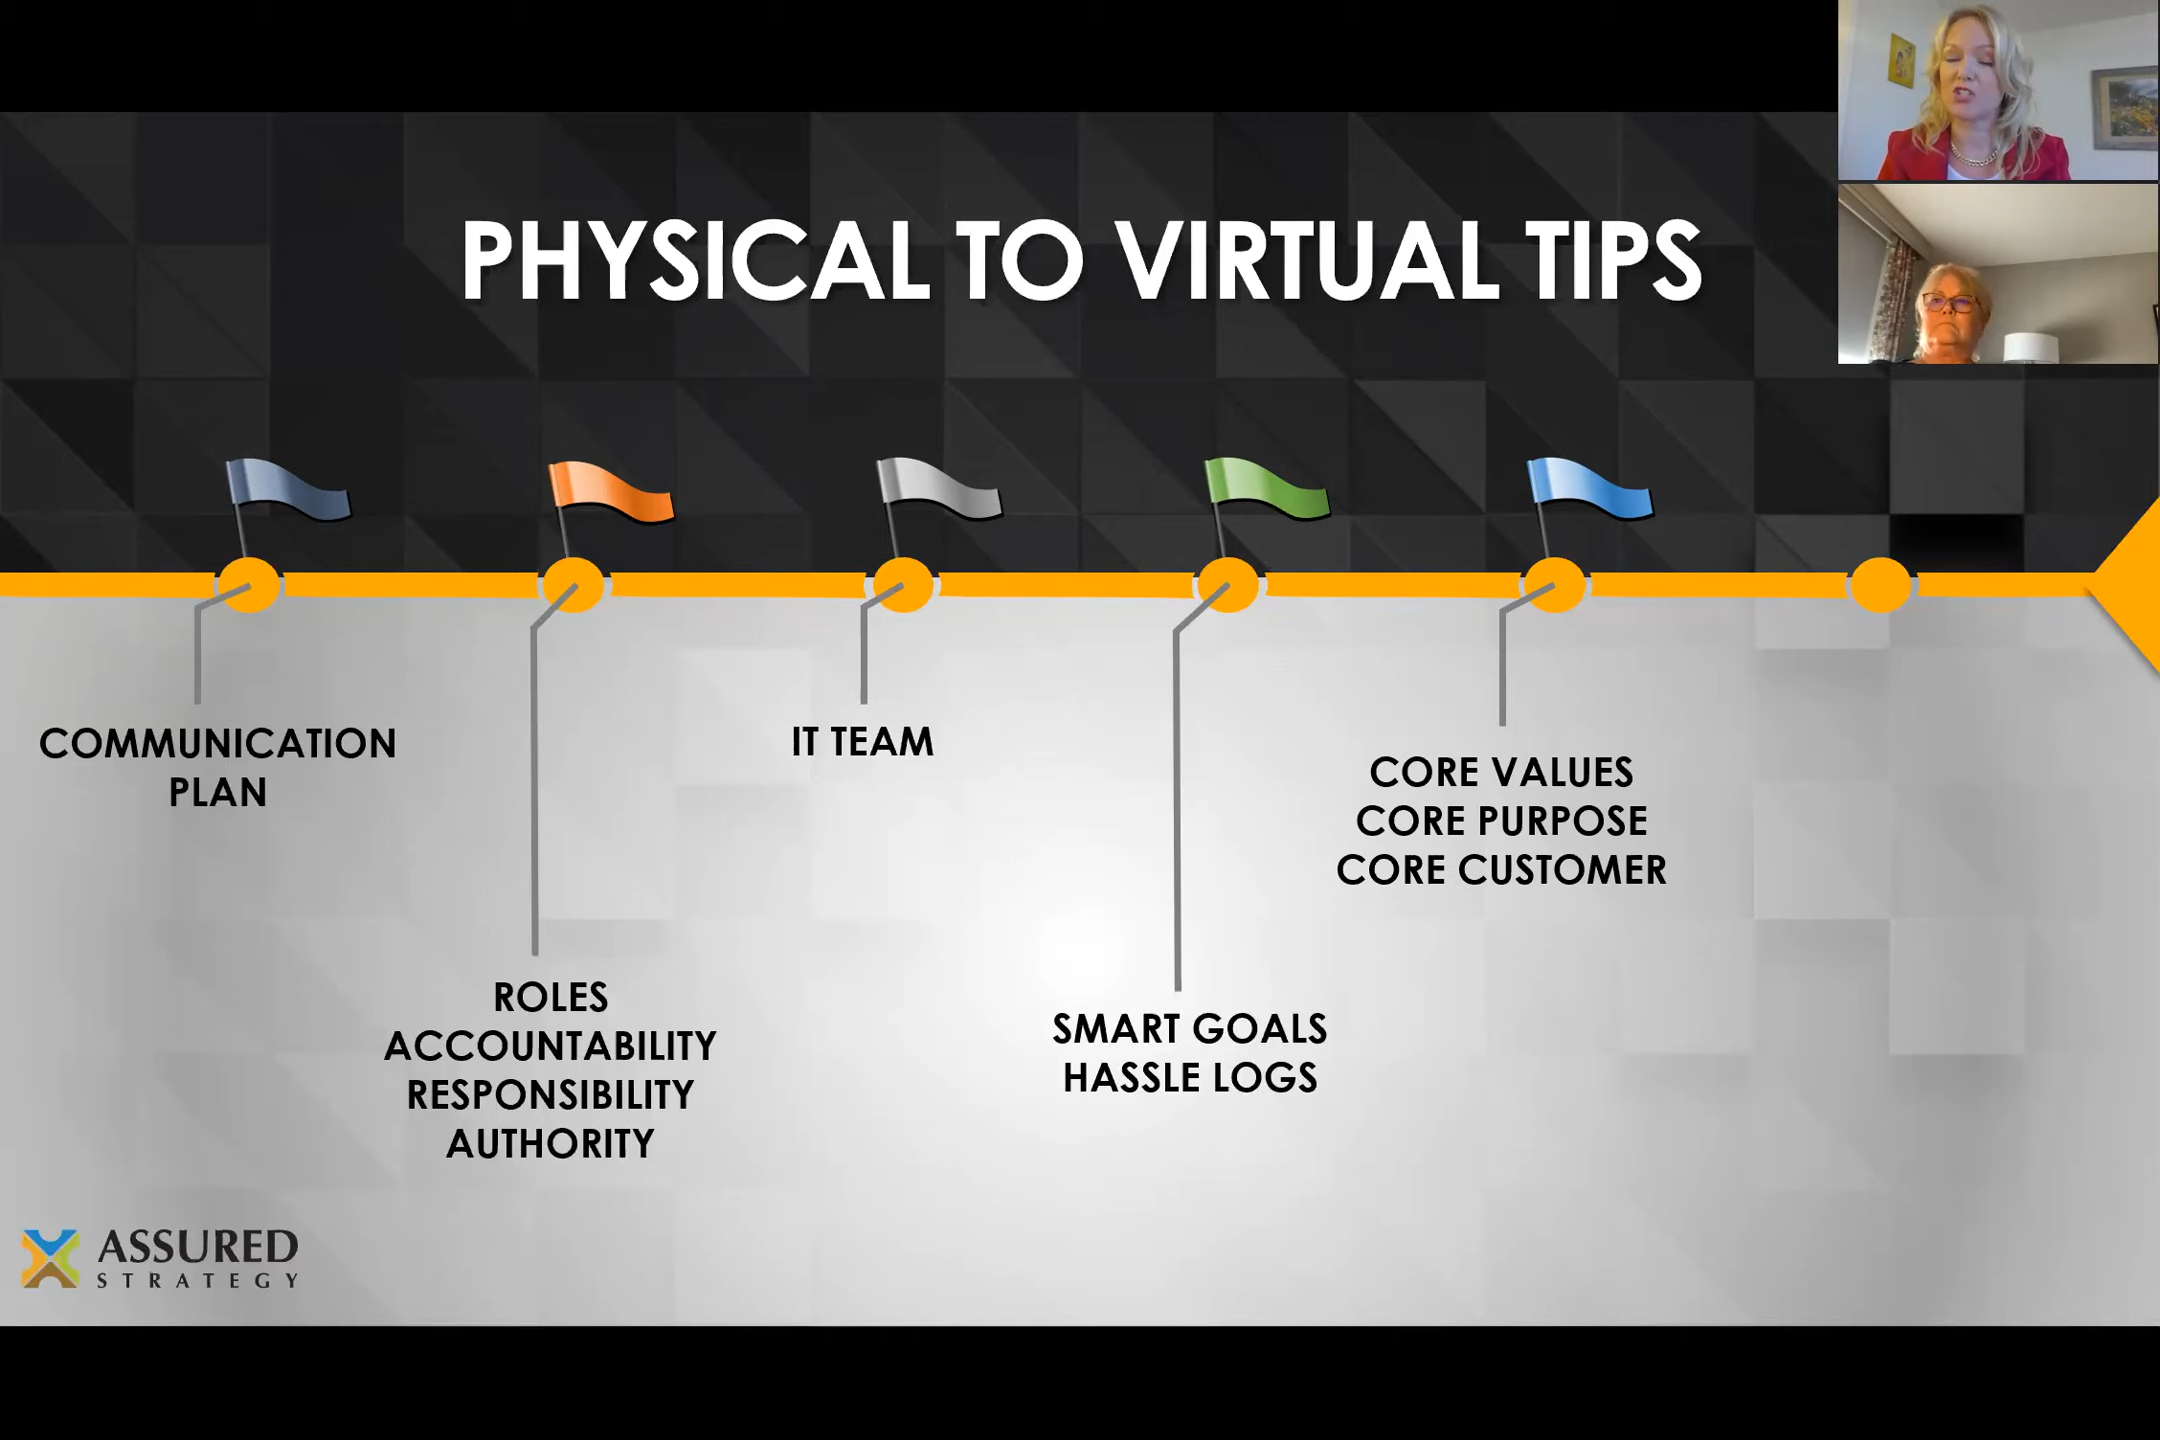 PHYSICAL TO VIRTUAL TIPS
COMMUNICATION
PLAN
ROLES
ACCOUNTABILITY
RESPONSIBILITY
AUTHORITY
IT TEAM
SMART GOALS
HASSLE LOGS
CORE VALUES
CORE PURPOSE
CORE CUSTOMER
ASSURED
STRATEGY